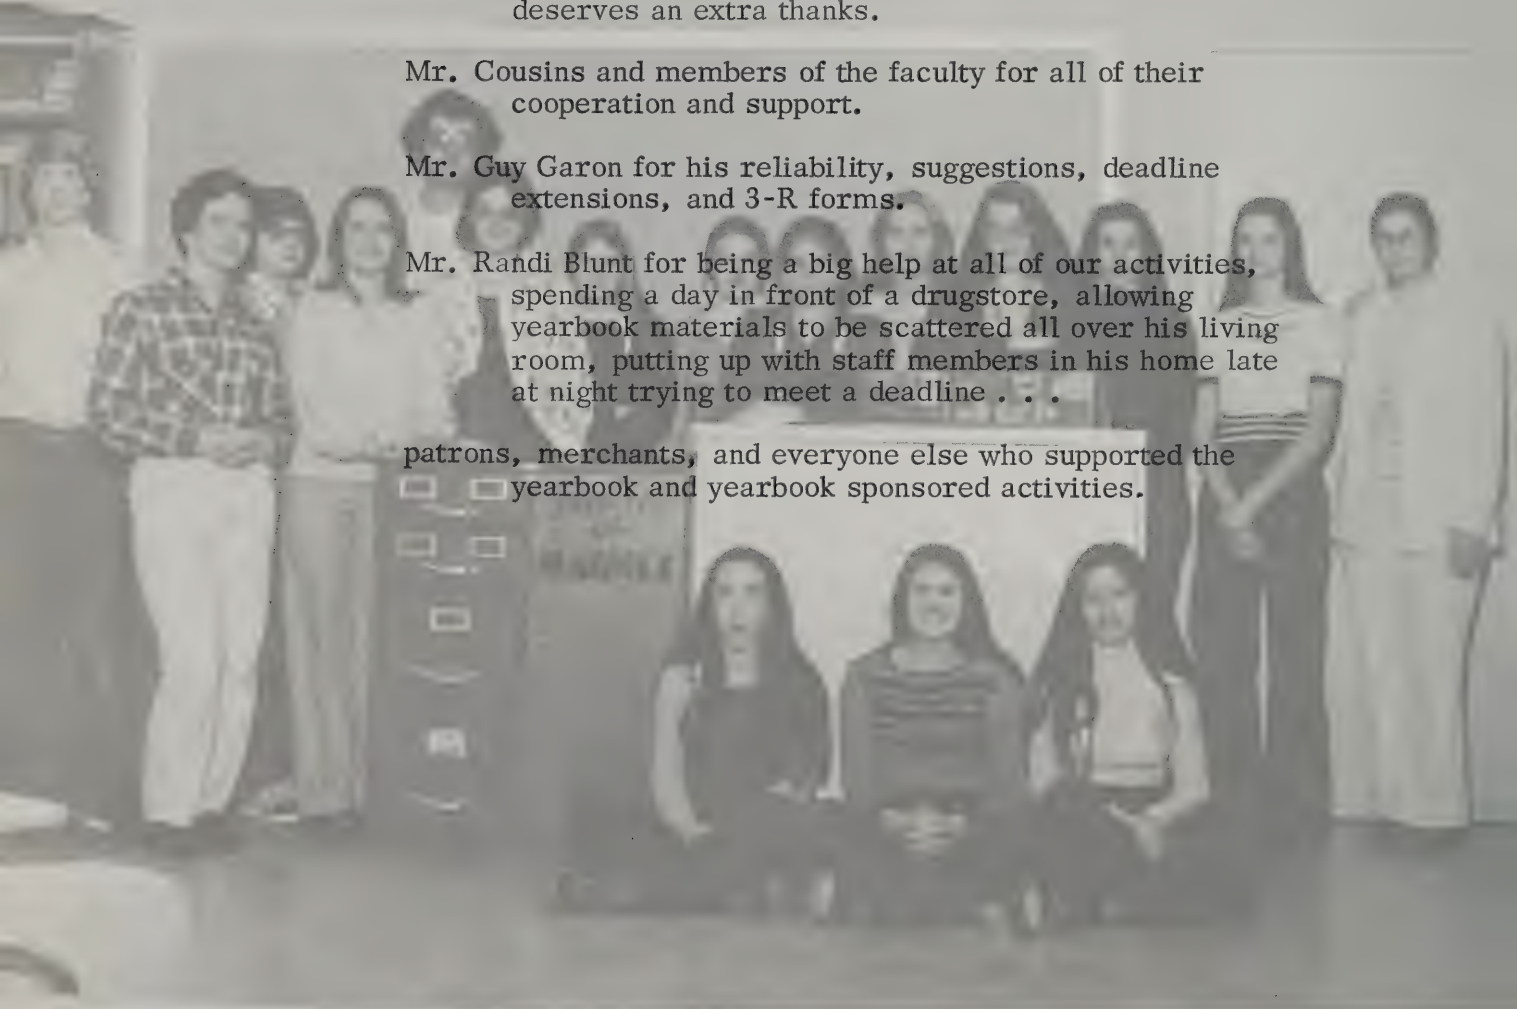 deserves an extra thanks.
Mr. Cousins and members of the faculty for all of their
cooperation and support.
Mr. Guy Garon for his reliability, suggestions, deadline
extensions, and 3-R forms.
Mr. Randi Blunt for being a big help at all of our activities,
spending a day in front of a drugstore, allowing
yearbook materials to be scattered all over his living
room, putting up with staff members in his home late
at night trying to meet a deadline . . .
patrons, merchants, and everyone else who supported the
yearbook and yearbook sponsored activities.